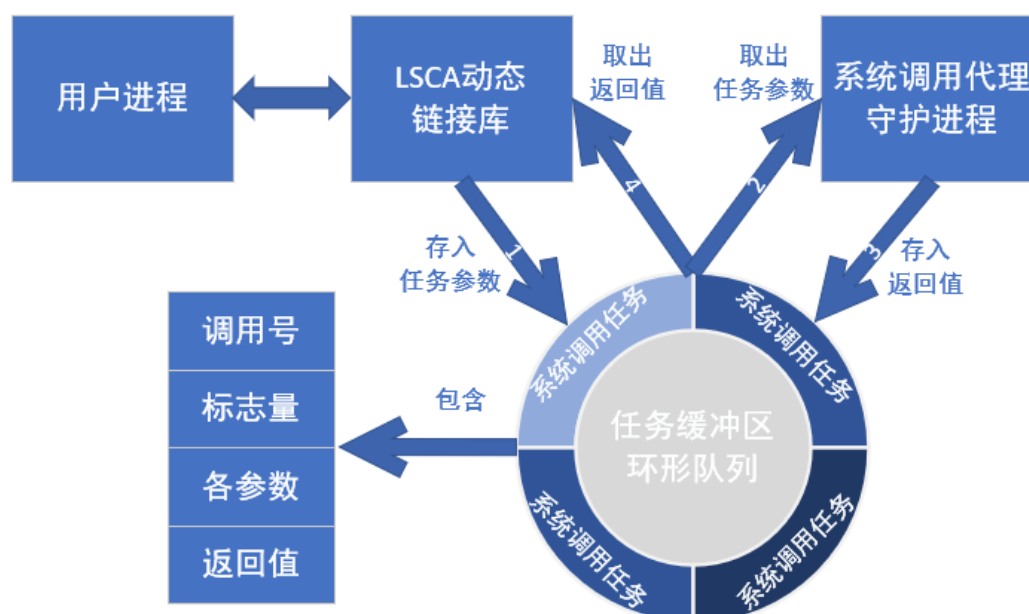 用户进程
LSCA动态
链接库
取出
返回值
取出
任务参数
系统调用代理
守护进程
4
2
1
3
存入
任务参数
存入
返回值
调用号
标志量
各参数
返回值
包含
系统调用任务
系统调用任务
系统调用任务
系统调用任务
任务缓冲区
环形队列